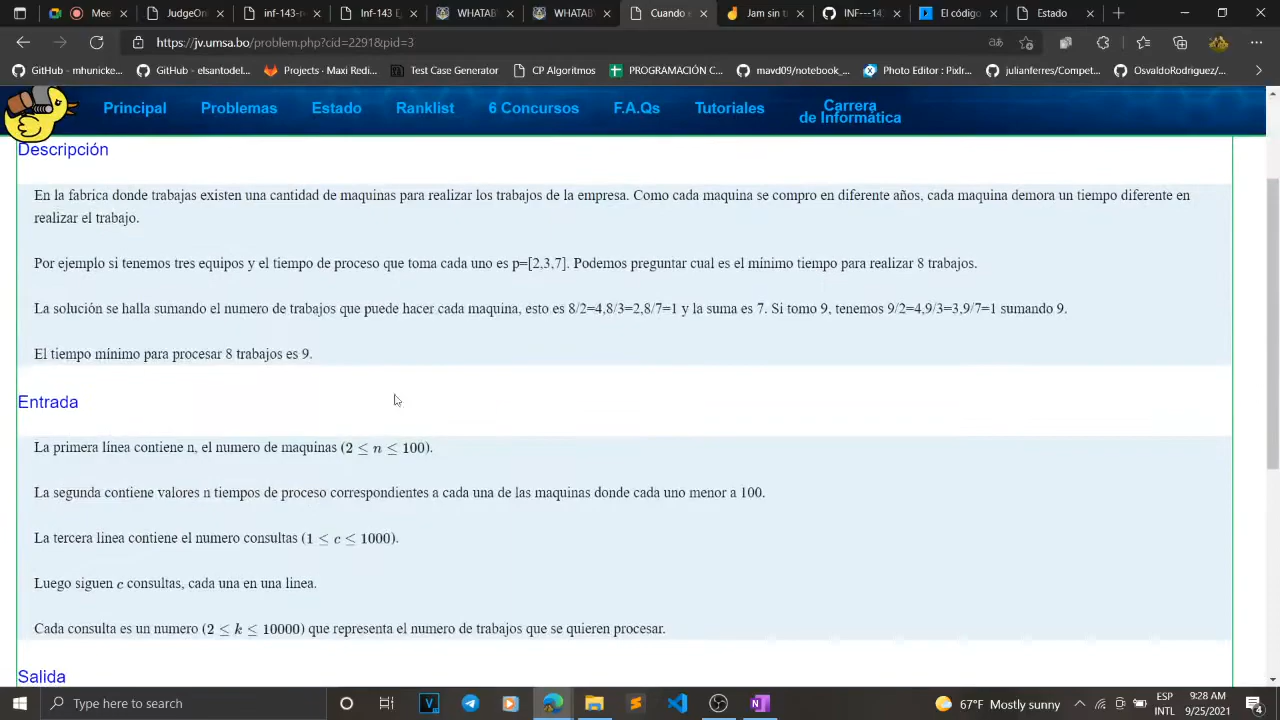 Mee
JudgeOn
inf-143-r
Inf-143 E
WHATAB
WHATAB
Cuando s
Jam sin t
INF---143
El código
Estado
https://jv.umsa.bo/problem.php?cid=22918&pid=3
GitHub - mhunicke...
GitHub - elsantodel...
Projects · Maxi Redi...
Test Case Generator
CP Algoritmos
PROGRAMACIÓN C...
mavd09/notebook_...
Photo Editor : Pixlr...
julianferres/Compet...
OsvaldoRodriguez/...
Principal
Problemas
Estado
Ranklist
6 Concursos
F.A.Qs
Tutoriales
Carrera
de Informática
Descripción
En la fabrica donde trabajas existen una cantidad de maquinas para realizar los trabajos de la empresa. Como cada maquina se compro en diferente años, cada maquina demora un tiempo diferente en
realizar el trabajo.
Por ejemplo si tenemos tres equipos y el tiempo de proceso que toma cada uno es p=[2,3,7]. Podemos preguntar cual es el mínimo tiempo para realizar 8 trabajos.
La solución se halla sumando el numero de trabajos que puede hacer cada maquina, esto es 8/2=4,8/3=2,8/7=1 y la suma es 7. Si tomo 9, tenemos 9/2=4,9/3=3,9/7=1 sumando 9.
El tiempo mínimo para procesar 8 trabajos es 9.
Entrada
La primera línea contiene n, el numero de maquinas (2 ≤ n ≤ 100).
La segunda contiene valores n tiempos de proceso correspondientes a cada una de las maquinas donde cada uno menor a 100.
La tercera linea contiene el numero consultas (1 ≤ c ≤ 1000).
Luego siguen c consultas, cada una en una linea.
Cada consulta es un numero (2 ≤ k ≤ 10000) que representa el numero de trabajos que se quieren procesar.
Salida
Type here to search
67°F Mostly sunny
ESP
INTL
9:28 AM
9/25/2021
4